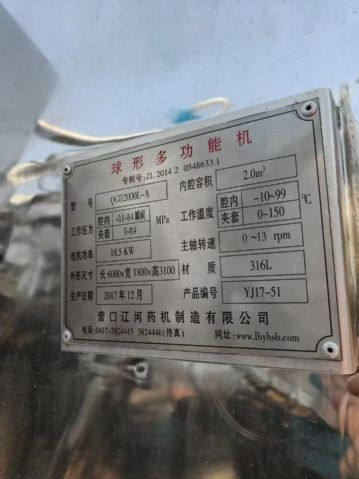 球形多功能机
专利号:ZL 2014 2 0548633.1
型号 QGD2000L-A 内腔容积 2.0m³
工作压力 腔内 -0.1-0.4 瞬间 MPa 工作温度 腔内 -10~99 ℃
夹套 0-0.4 夹套 0~150
电机功率 18.5 KW 主轴转速 0~13 rpm
外形尺寸 长6000×宽1800×高3100 材质 316L
生产日期 2017年12月 产品编号 YJ17-51
营口辽河药机制造有限公司
电话:0417-3824445 3824446(传真) 网址:www.lhyhsb.com